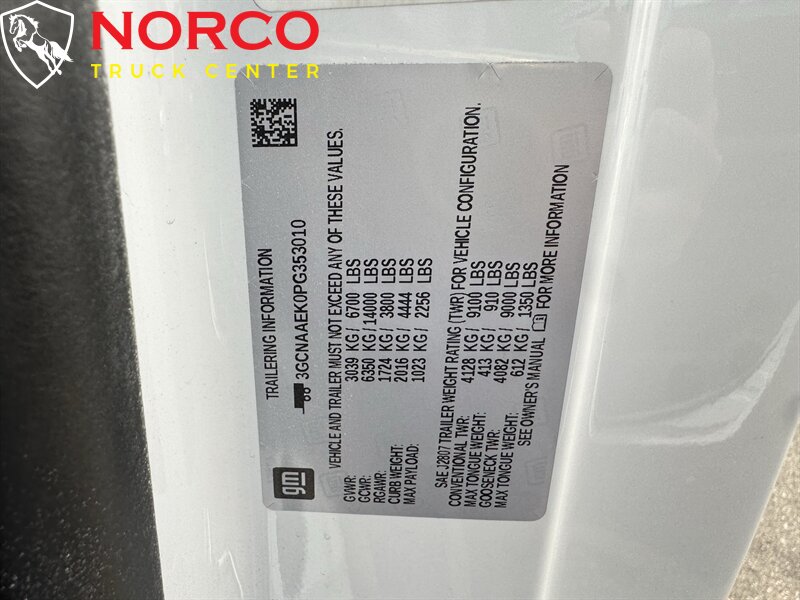 NORCO
TRUCK CENTER
TRAILERING INFORMATION
3GCNAAEK0PG353010
gm
VEHICLE AND TRAILER MUST NOT EXCEED ANY OF THESE VALUES.
GVWR: 3039 KG / 6700 LBS
GCWR: 6350 KG / 14000 LBS
RGAWR: 1724 KG / 3800 LBS
CURB WEIGHT: 2016 KG / 4444 LBS
MAX PAYLOAD: 1023 KG / 2256 LBS
SAE J2807 TRAILER WEIGHT RATING (TWR) FOR VEHICLE CONFIGURATION.
CONVENTIONAL TWR: 4128 KG / 9100 LBS
MAX TONGUE WEIGHT: 413 KG / 910 LBS
GOOSENECK TWR: 4082 KG / 9000 LBS
MAX TONGUE WEIGHT: 612 KG / 1350 LBS
SEE OWNER'S MANUAL FOR MORE INFORMATION